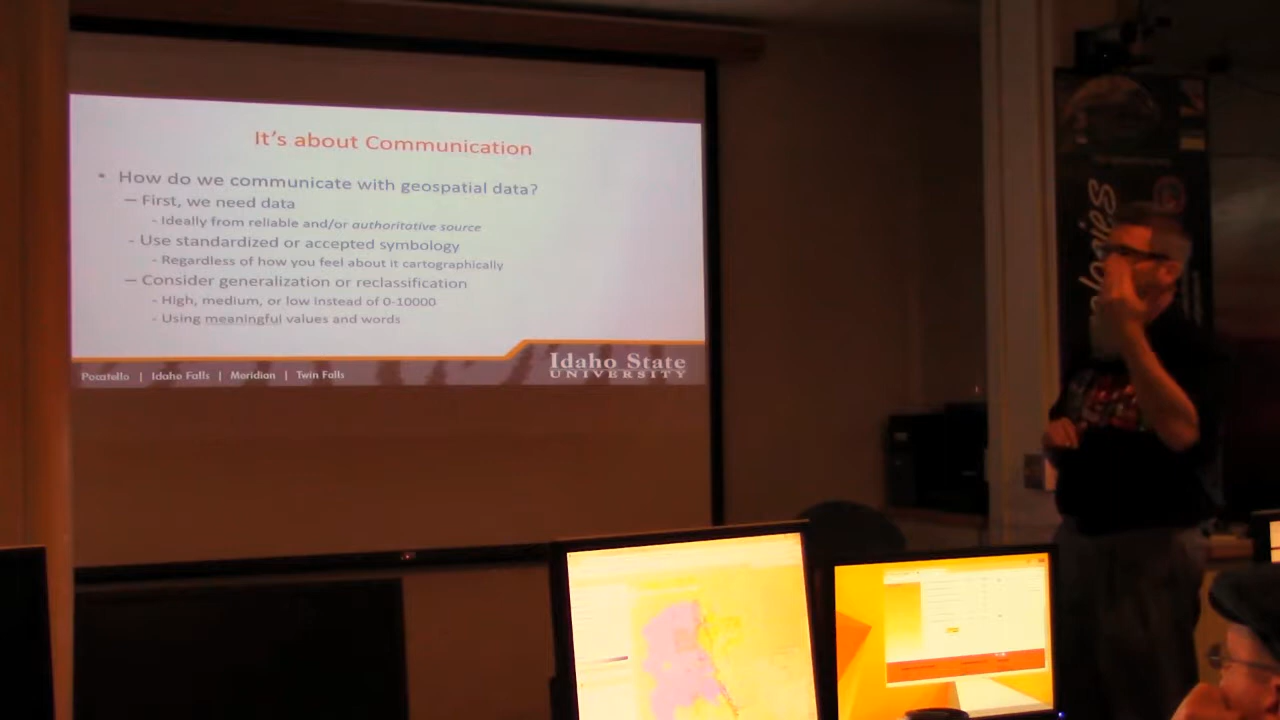 It's about Communication
• How do we communicate with geospatial data?
– First, we need data
- Ideally from reliable and/or authoritative source
- Use standardized or accepted symbology
- Regardless of how you feel about it cartographically
– Consider generalization or reclassification
- High, medium, or low instead of 0-10000
- Using meaningful values and words
Pocatello | Idaho Falls | Meridian | Twin Falls
Idaho State
UNIVERSITY